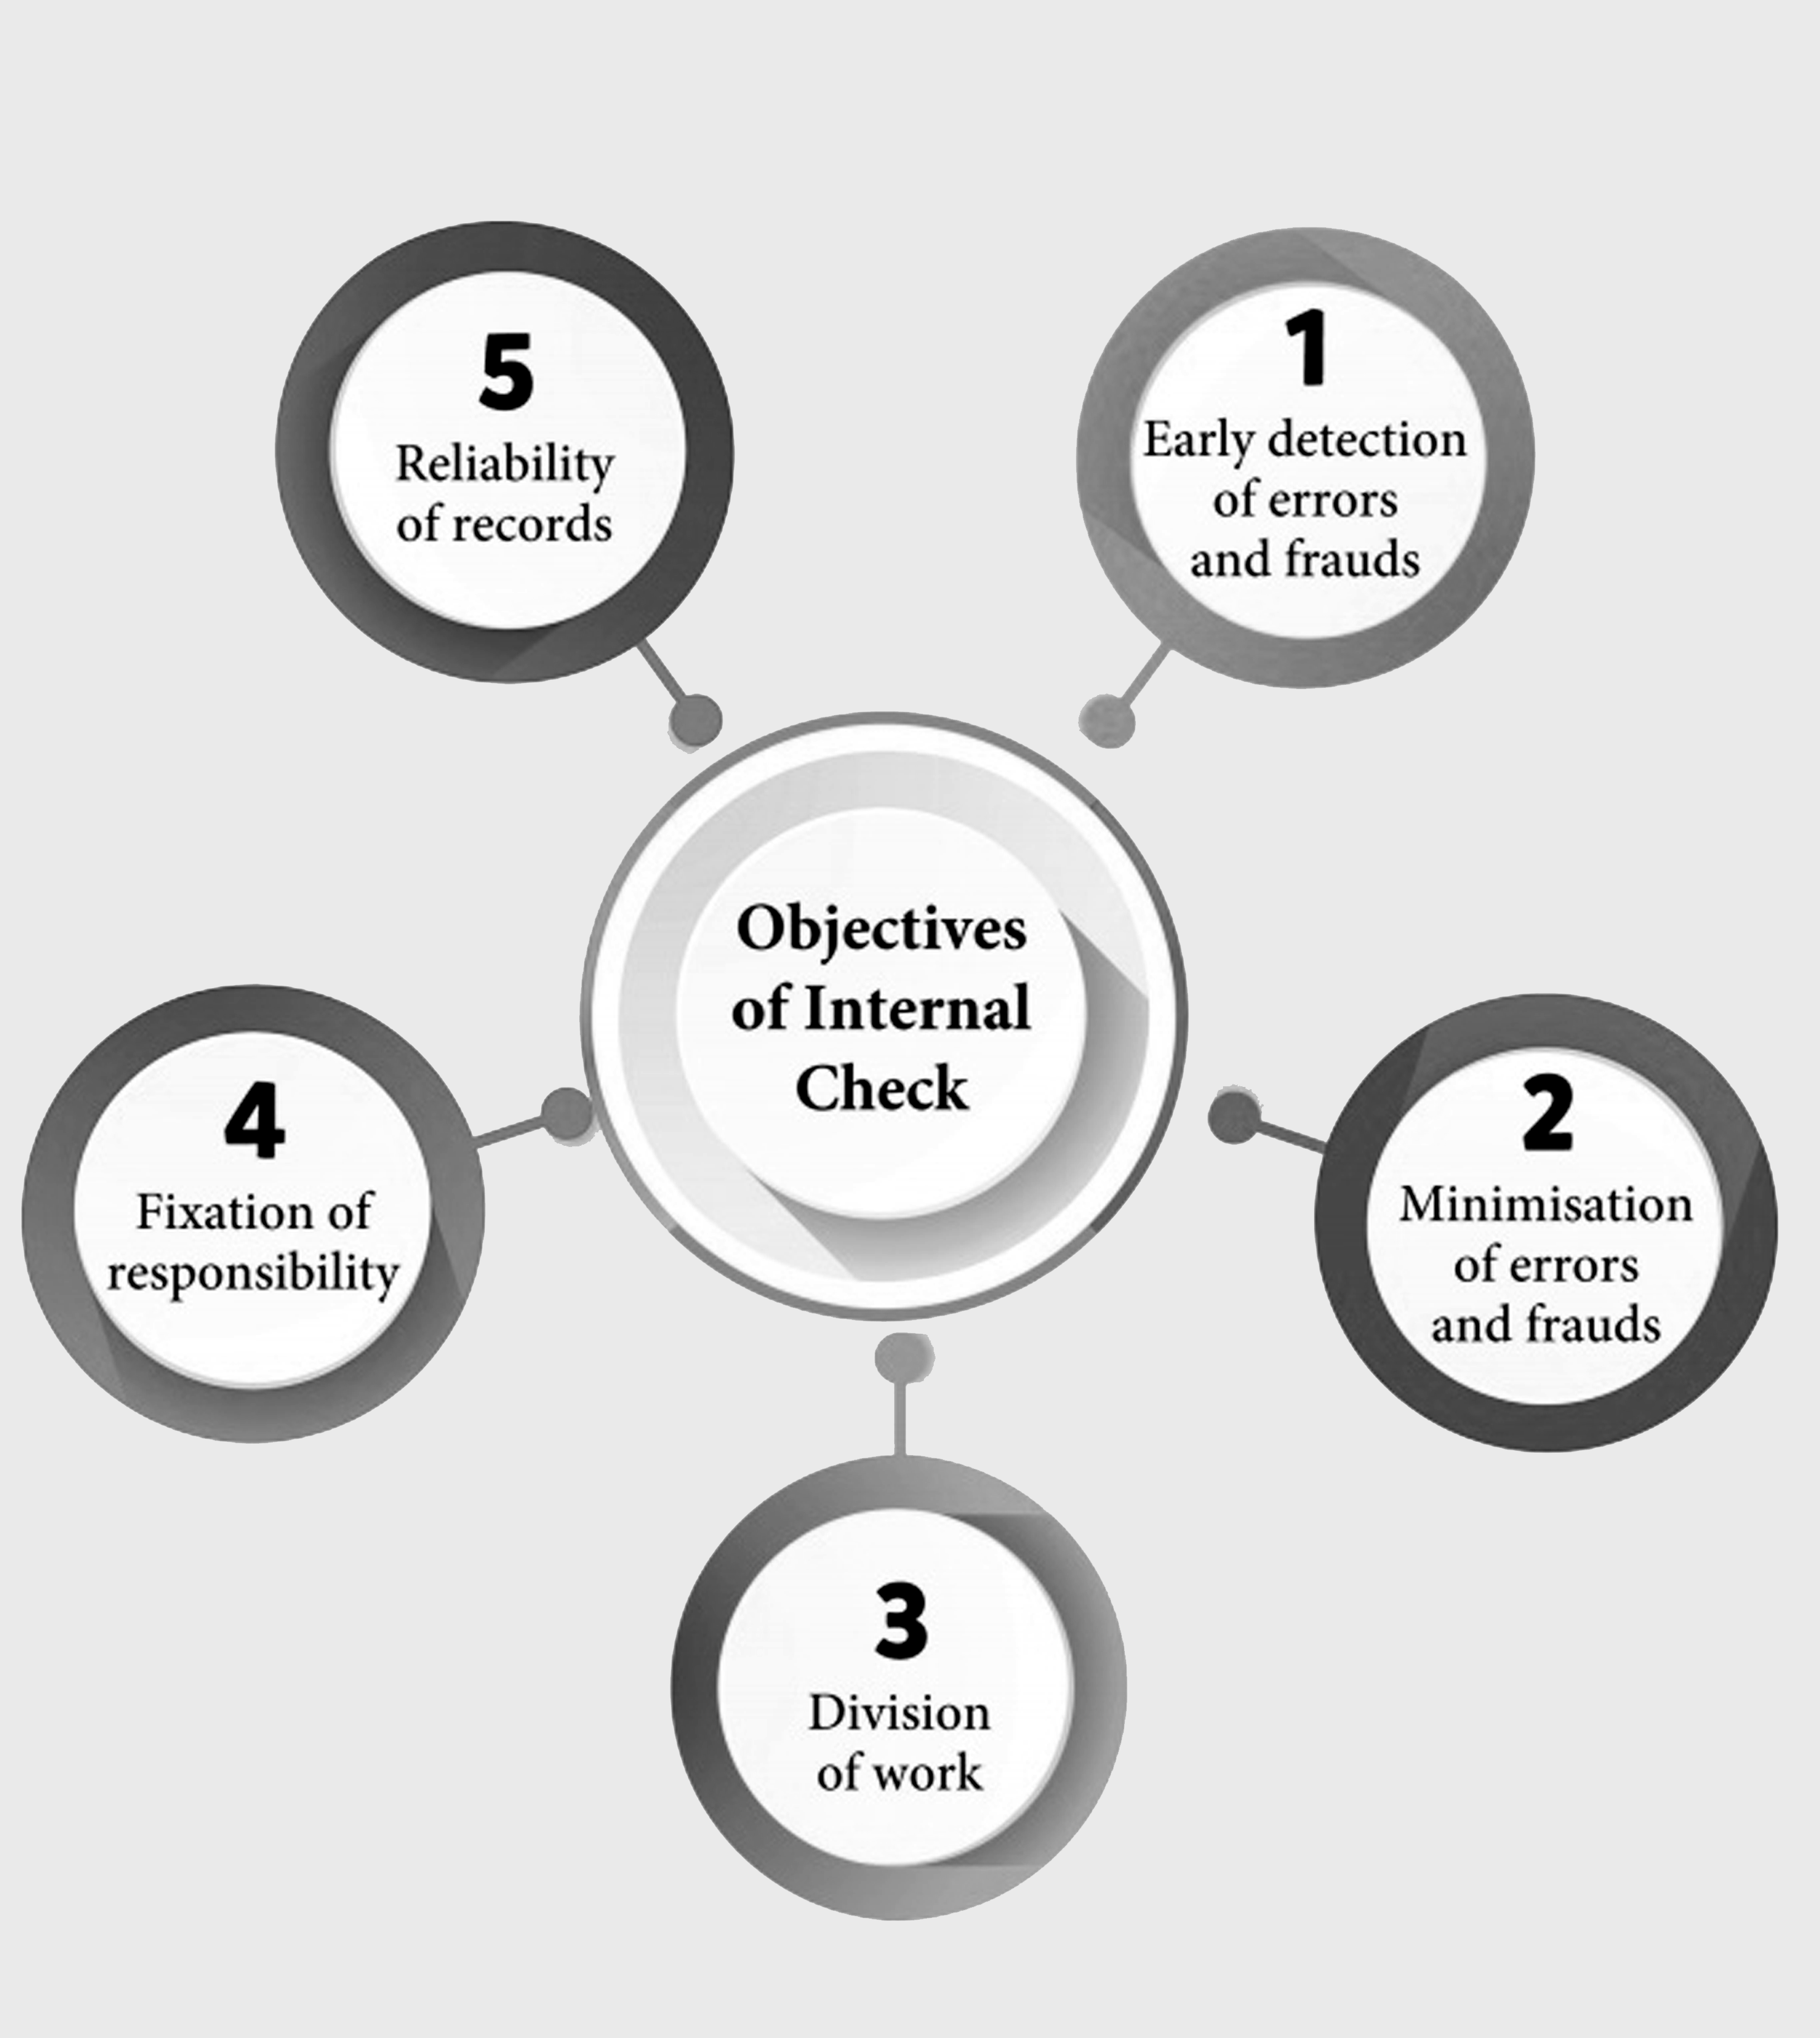 Objectives
of Internal
Check
1
Early detection
of errors
and frauds
2
Minimisation
of errors
and frauds
3
Division
of work
4
Fixation of
responsibility
5
Reliability
of records